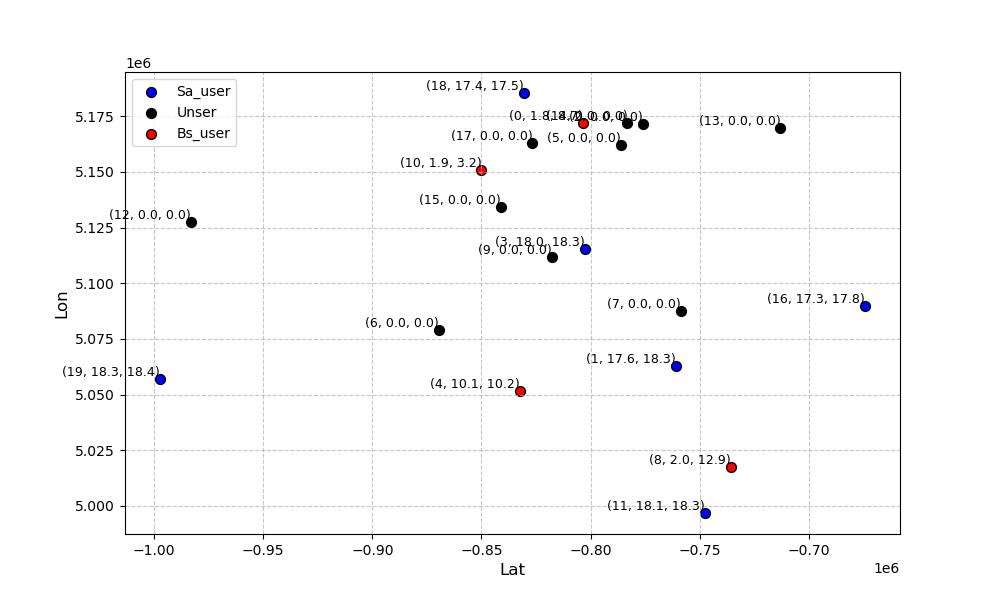 1e6
Sa_user
Unser
Bs_user
(18, 17.4, 17.5)
(13, 0.0, 0.0)
(17, 0.0, 0.0)
(5, 0.0, 0.0)
(10, 1.9, 3.2)
(15, 0.0, 0.0)
(12, 0.0, 0.0)
(3, 18.0, 18.3)
(9, 0.0, 0.0)
(16, 17.3, 17.8)
(7, 0.0, 0.0)
(6, 0.0, 0.0)
(1, 17.6, 18.3)
(19, 18.3, 18.4)
(4, 10.1, 10.2)
(8, 2.0, 12.9)
(11, 18.1, 18.3)
5.175
5.150
5.125
5.100
5.075
5.050
5.025
5.000
Lon
−1.00 −0.95 −0.90 −0.85 −0.80 −0.75 −0.70
Lat
1e6